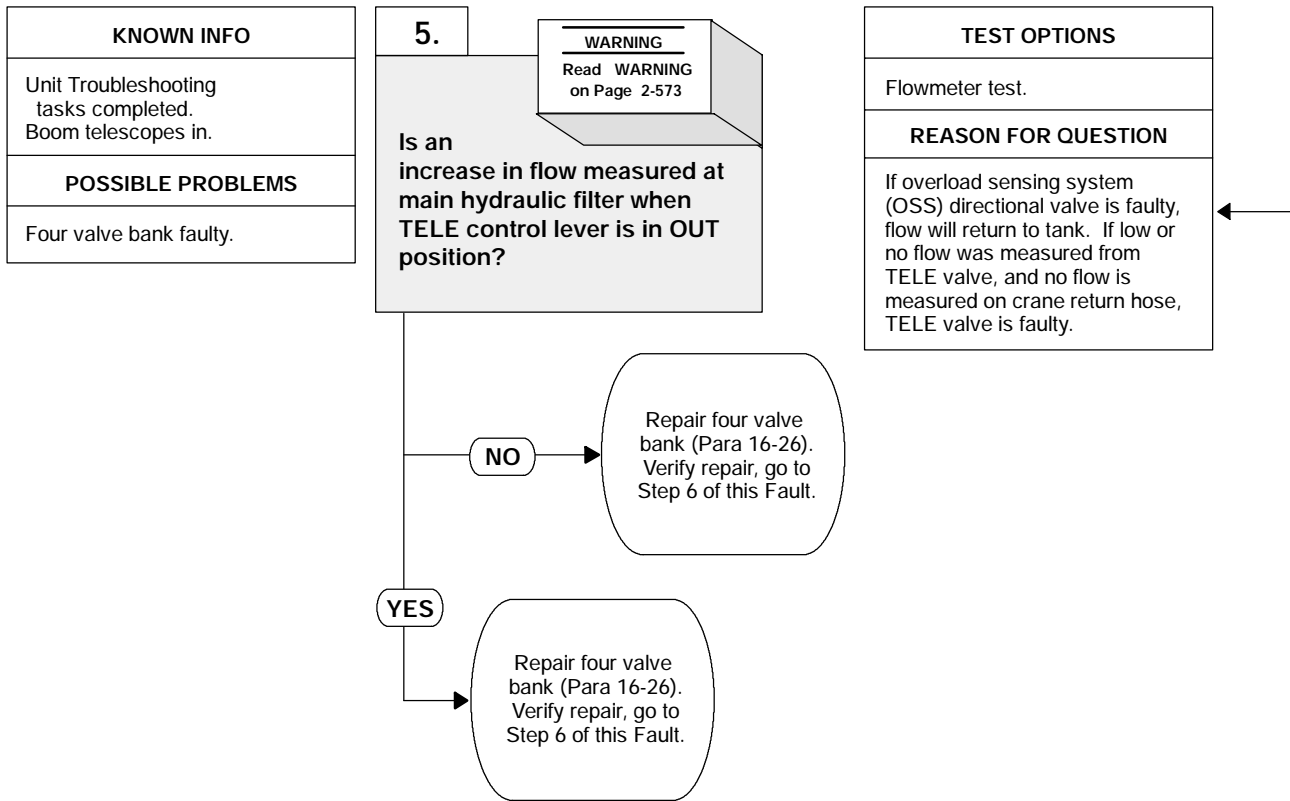 KNOWN INFO
Unit Troubleshooting
tasks completed.
Boom telescopes in.
POSSIBLE PROBLEMS
Four valve bank faulty.
5.
WARNING
Read WARNING
on Page 2-573
Is an
increase in flow measured at
main hydraulic filter when
TELE control lever is in OUT
position?
TEST OPTIONS
Flowmeter test.
REASON FOR QUESTION
If overload sensing system
(OSS) directional valve is faulty,
flow will return to tank. If low or
no flow was measured from
TELE valve, and no flow is
measured on crane return hose,
TELE valve is faulty.
NO
Repair four valve
bank (Para 16-26).
Verify repair, go to
Step 6 of this Fault.
YES
Repair four valve
bank (Para 16-26).
Verify repair, go to
Step 6 of this Fault.